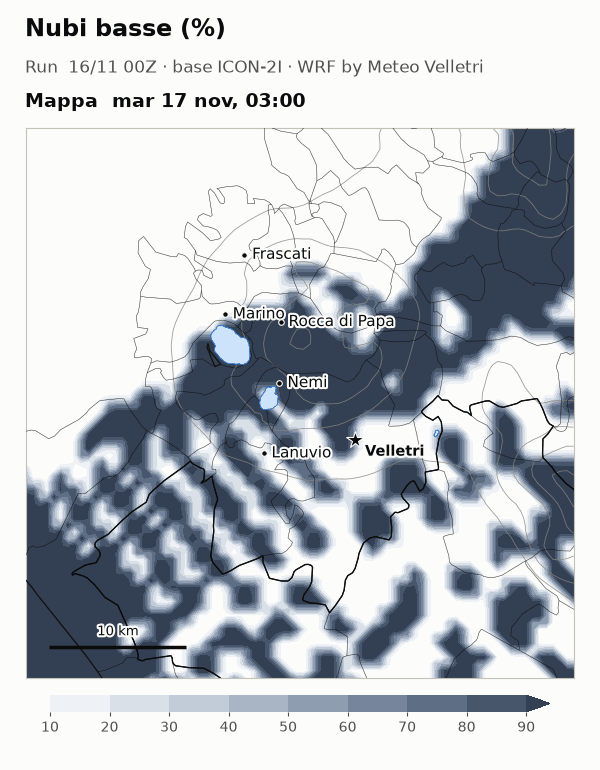 Nubi basse (%)
Run  16/11 00Z · base ICON-2I · WRF by Meteo Velletri
Mappa  mar 17 nov, 03:00
Frascati
Marino
Rocca di Papa
Nemi
Velletri
Lanuvio
10 km
10 20 30 40 50 60 70 80 90